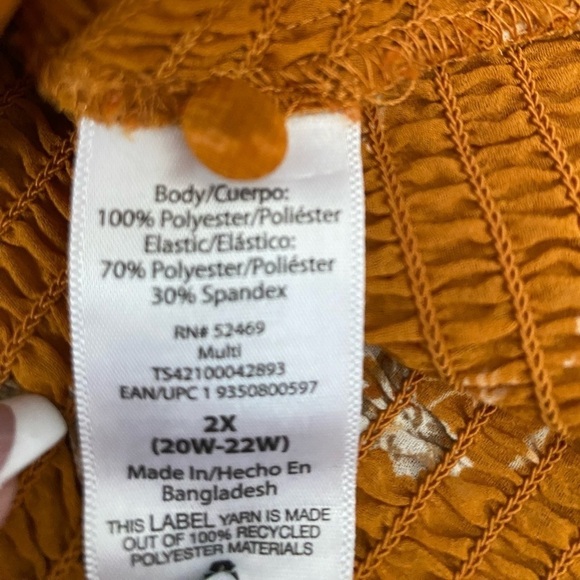 Body/Cuerpo:
100% Polyester/Poliéster
Elastic/Elástico:
70% Polyester/Poliéster
30% Spandex
RN# 52469
Multi
TS42100042893
EAN/UPC 1 9350800597
2X
(20W-22W)
Made In/Hecho En
Bangladesh
THIS LABEL YARN IS MADE
OUT OF 100% RECYCLED
POLYESTER MATERIALS